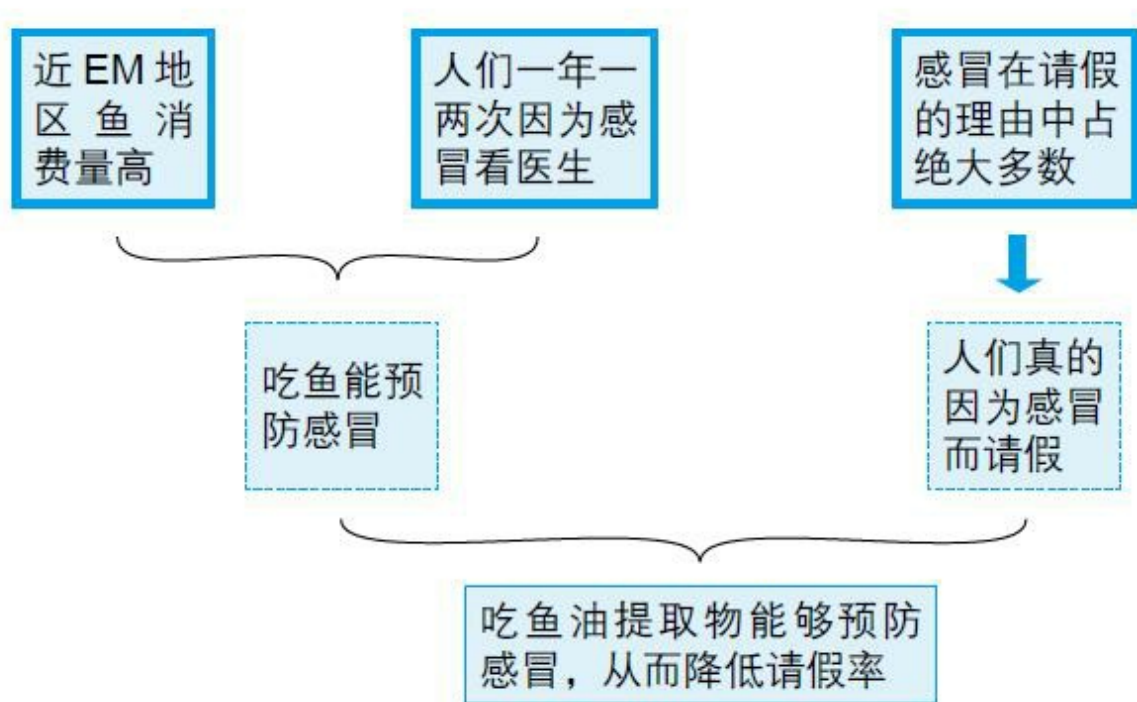 近 EM 地
区鱼消
费量高
人们一年一
两次因为感
冒看医生
感冒在请假
的理由中占
绝大多数
吃鱼能预
防感冒
人们真的
因为感冒
而请假
吃鱼油提取物能够预防
感冒，从而降低请假率